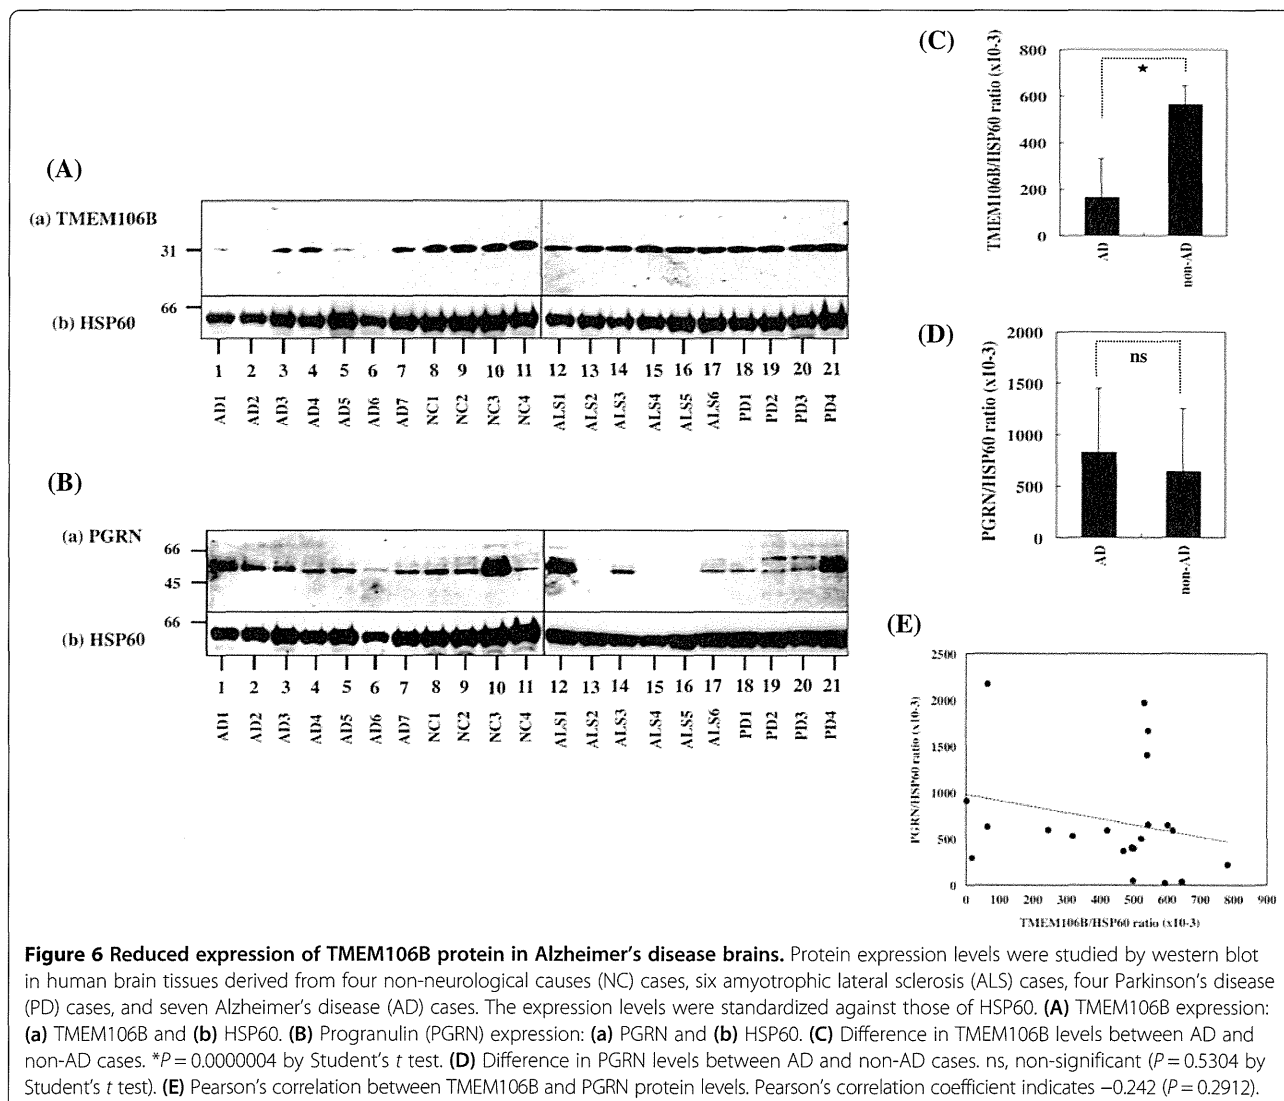 (A)
(a) TMEM106B
31
66
(b) HSP60
1 2 3 4 5 6 7 8 9 10 11 12 13 14 15 16 17 18 19 20 21
AD1 AD2 AD3 AD4 AD5 AD6 AD7 NC1 NC2 NC3 NC4 ALS1 ALS2 ALS3 ALS4 ALS5 ALS6 PD1 PD2 PD3 PD4
(B)
(a) PGRN
66
45
66
(b) HSP60
1 2 3 4 5 6 7 8 9 10 11 12 13 14 15 16 17 18 19 20 21
AD1 AD2 AD3 AD4 AD5 AD6 AD7 NC1 NC2 NC3 NC4 ALS1 ALS2 ALS3 ALS4 ALS5 ALS6 PD1 PD2 PD3 PD4
(C)
TMEM106B/HSP60 ratio (x10-3)
800
600
400
200
0
★
AD
non-AD
(D)
PGRN/HSP60 ratio (x10-3)
2000
1500
1000
500
0
ns
AD
non-AD
(E)
PGRN/HSP60 ratio (x10-3)
2500
2000
1500
1000
500
0
0 100 200 300 400 500 600 700 800 900
TMEM106B/HSP60 ratio (x10-3)
Figure 6 Reduced expression of TMEM106B protein in Alzheimer's disease brains. Protein expression levels were studied by western blot
in human brain tissues derived from four non-neurological causes (NC) cases, six amyotrophic lateral sclerosis (ALS) cases, four Parkinson's disease
(PD) cases, and seven Alzheimer's disease (AD) cases. The expression levels were standardized against those of HSP60. (A) TMEM106B expression:
(a) TMEM106B and (b) HSP60. (B) Progranulin (PGRN) expression: (a) PGRN and (b) HSP60. (C) Difference in TMEM106B levels between AD and
non-AD cases. *P = 0.0000004 by Student's t test. (D) Difference in PGRN levels between AD and non-AD cases. ns, non-significant (P = 0.5304 by
Student's t test). (E) Pearson's correlation between TMEM106B and PGRN protein levels. Pearson's correlation coefficient indicates −0.242 (P = 0.2912).